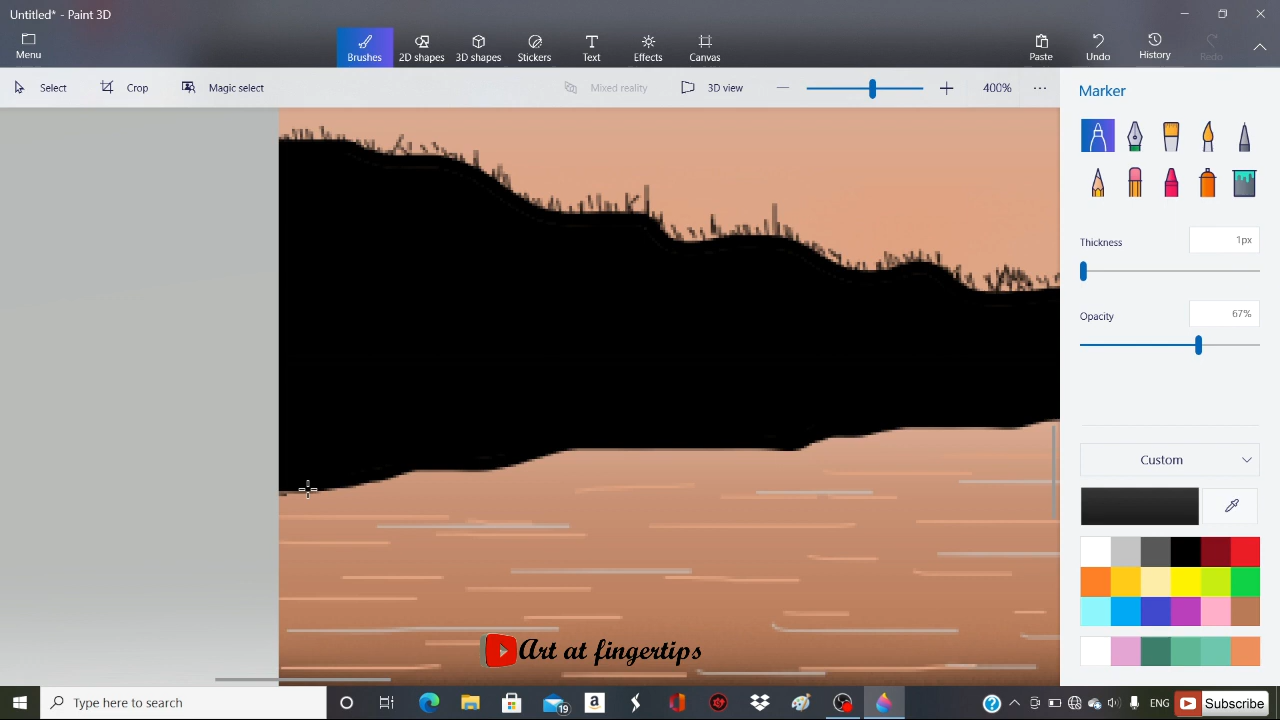 Untitled* - Paint 3D
Menu
Brushes
2D shapes
3D shapes
Stickers
Text
Effects
Canvas
Paste
Undo
History
Redo
Select
Crop
Magic select
Mixed reality
3D view
400%
Marker
Thickness
1px
Opacity
67%
Custom
Art at fingertips
Type here to search
19
a
ENG
Subscribe